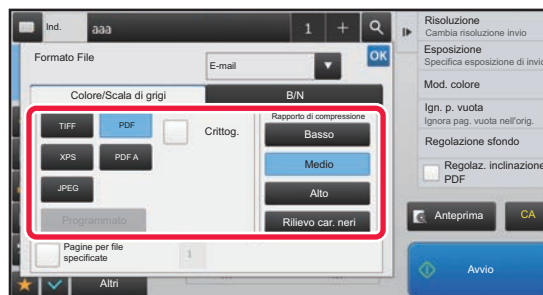 Ind.
aaa
1
Formato File
E-mail
OK
Colore/Scala di grigi
B/N
TIFF
PDF
Crittog.
XPS
PDF A
JPEG
Programmato
Rapporto di compressione
Basso
Medio
Alto
Rilievo car. neri
Pagine per file
specificate
1
Altri
Risoluzione
Cambia risoluzione invio
Esposizione
Specifica esposizione di invio
Mod. colore
Ign. p. vuota
Ignora pag. vuota nell'orig.
Regolazione sfondo
Regolaz. inclinazione
PDF
Anteprima
CA
Avvio